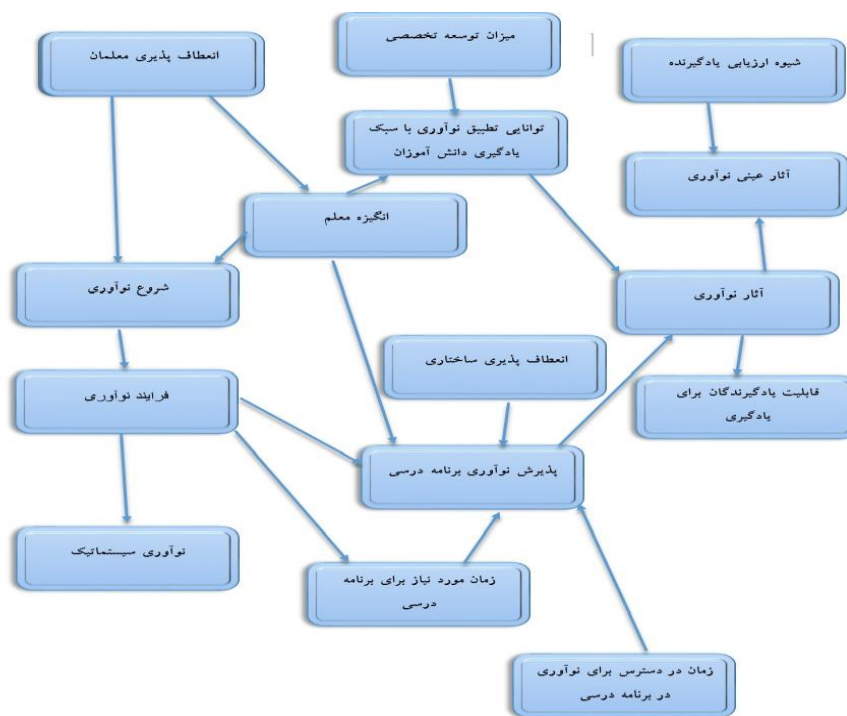 میزان توسعه تخصصی
انعطاف پذیری معلمان
شیوه ارزیابی یادگیرنده
توانایی تطبیق نوآوری با سبک
یادگیری دانش آموزان
آثار عینی نوآوری
انگیزه معلم
شروع نوآوری
آثار نوآوری
انعطاف پذیری ساختاری
فرایند نوآوری
قابلیت یادگیرندگان برای
یادگیری
پذیرش نوآوری برنامه درسی
نوآوری سیستماتیک
زمان مورد نیاز برای برنامه
درسی
زمان در دسترس برای نوآوری
در برنامه درسی